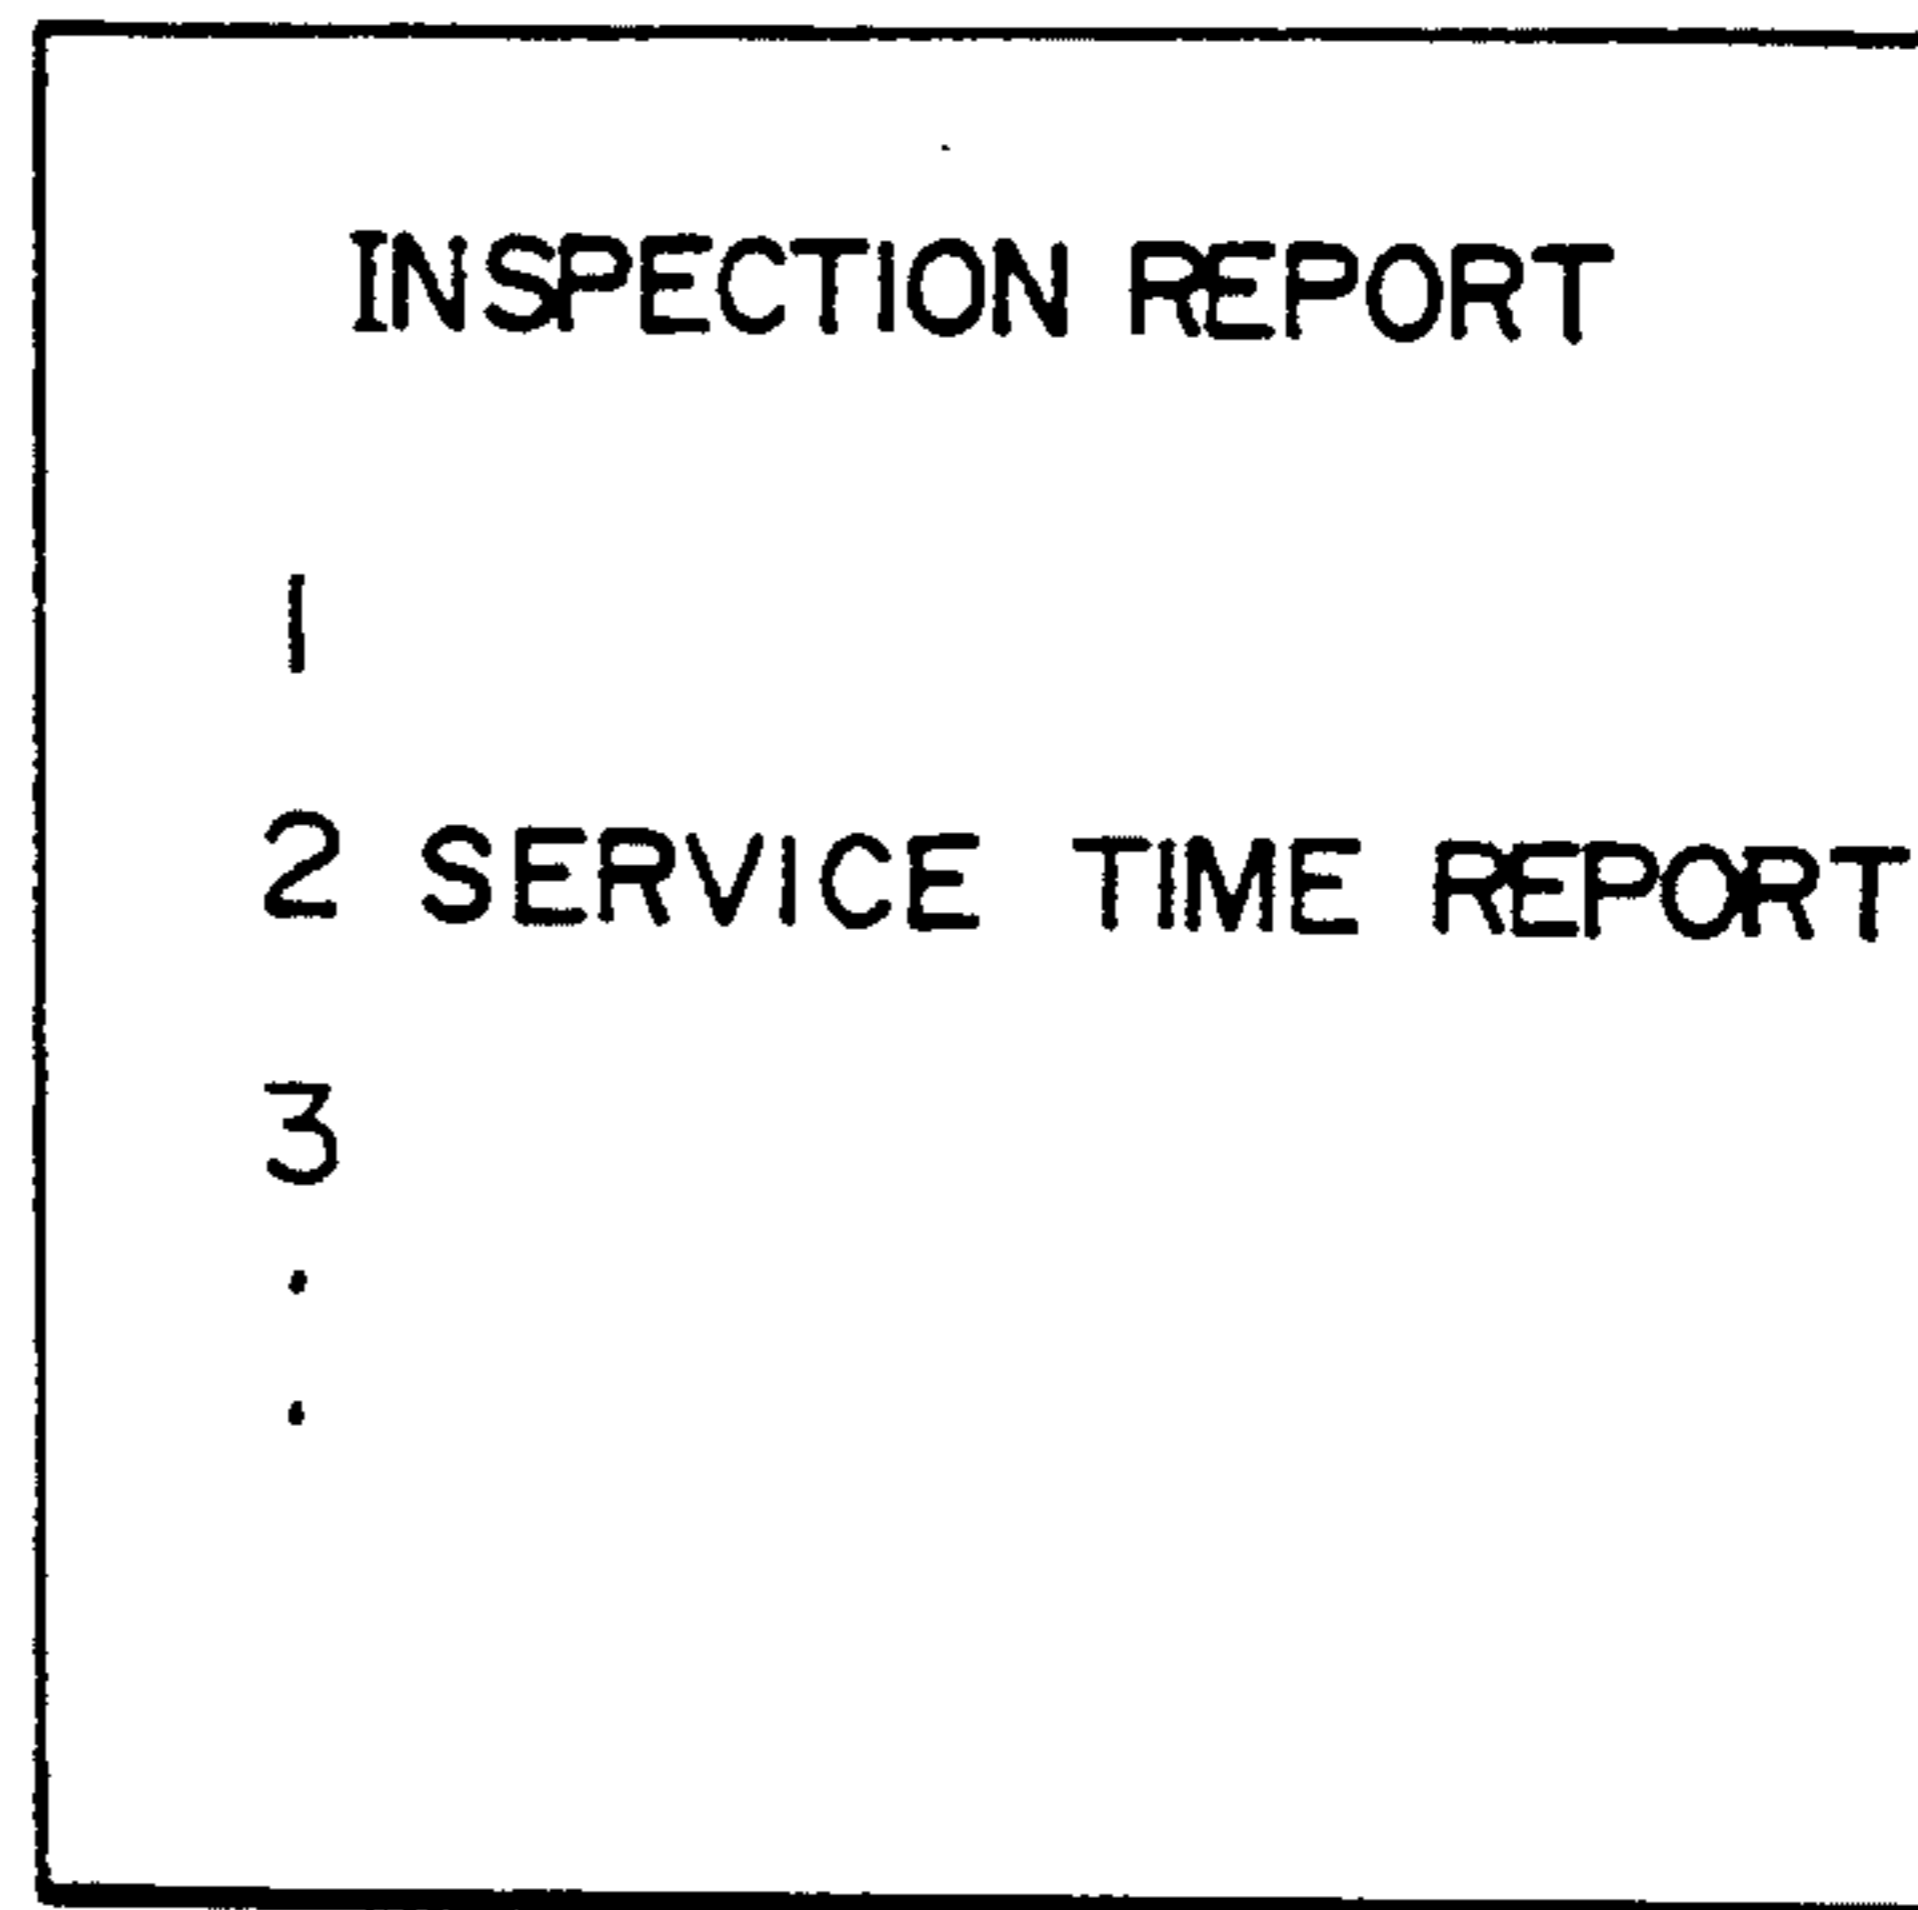 INSPECTION REPORT
1
2 SERVICE TIME REPORT
3
.
.